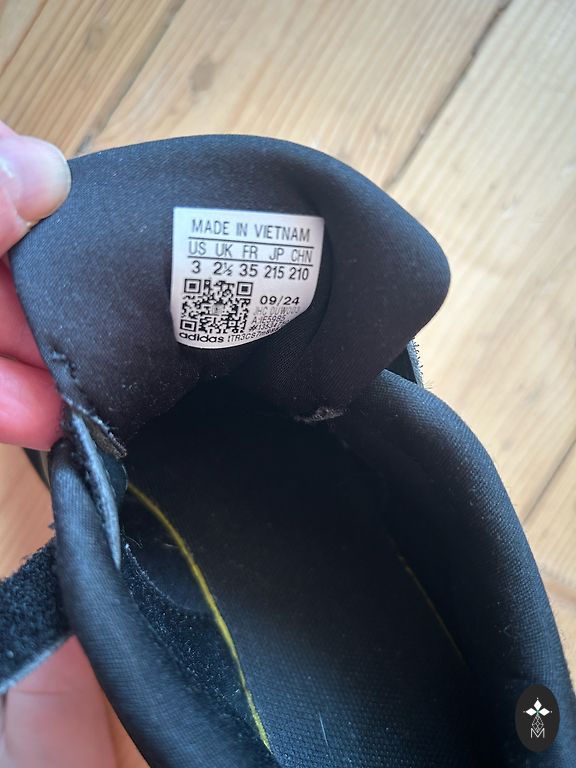 MADE IN VIETNAM
US UK FR JP CHN
3 2½ 35 215 210
09/24
adidas
M